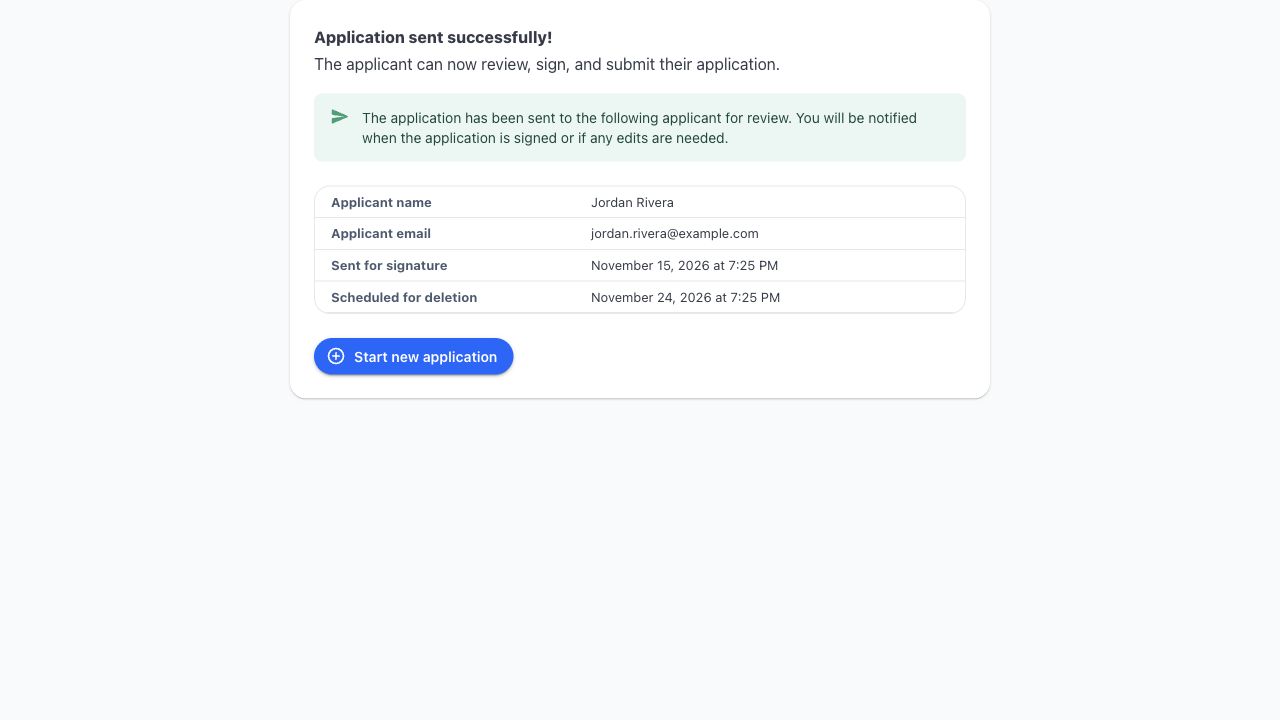 Application sent successfully!
The applicant can now review, sign, and submit their application.
The application has been sent to the following applicant for review. You will be notified
when the application is signed or if any edits are needed.
Applicant name Jordan Rivera
Applicant email jordan.rivera@example.com
Sent for signature November 15, 2026 at 7:25 PM
Scheduled for deletion November 24, 2026 at 7:25 PM
Start new application